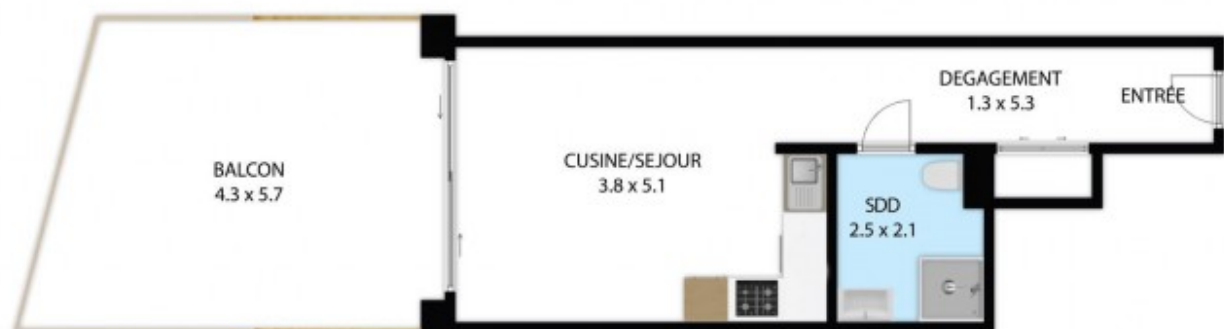 DEGAGEMENT
1.3 x 5.3
ENTRÉE
BALCON
4.3 x 5.7
CUSINE/SEJOUR
3.8 x 5.1
SDD
2.5 x 2.1